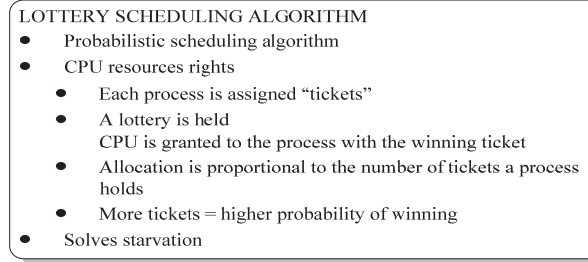 LOTTERY SCHEDULING ALGORITHM
● Probabilistic scheduling algorithm
● CPU resources rights
● Each process is assigned “tickets”
● A lottery is held
CPU is granted to the process with the winning ticket
● Allocation is proportional to the number of tickets a process
holds
● More tickets = higher probability of winning
● Solves starvation